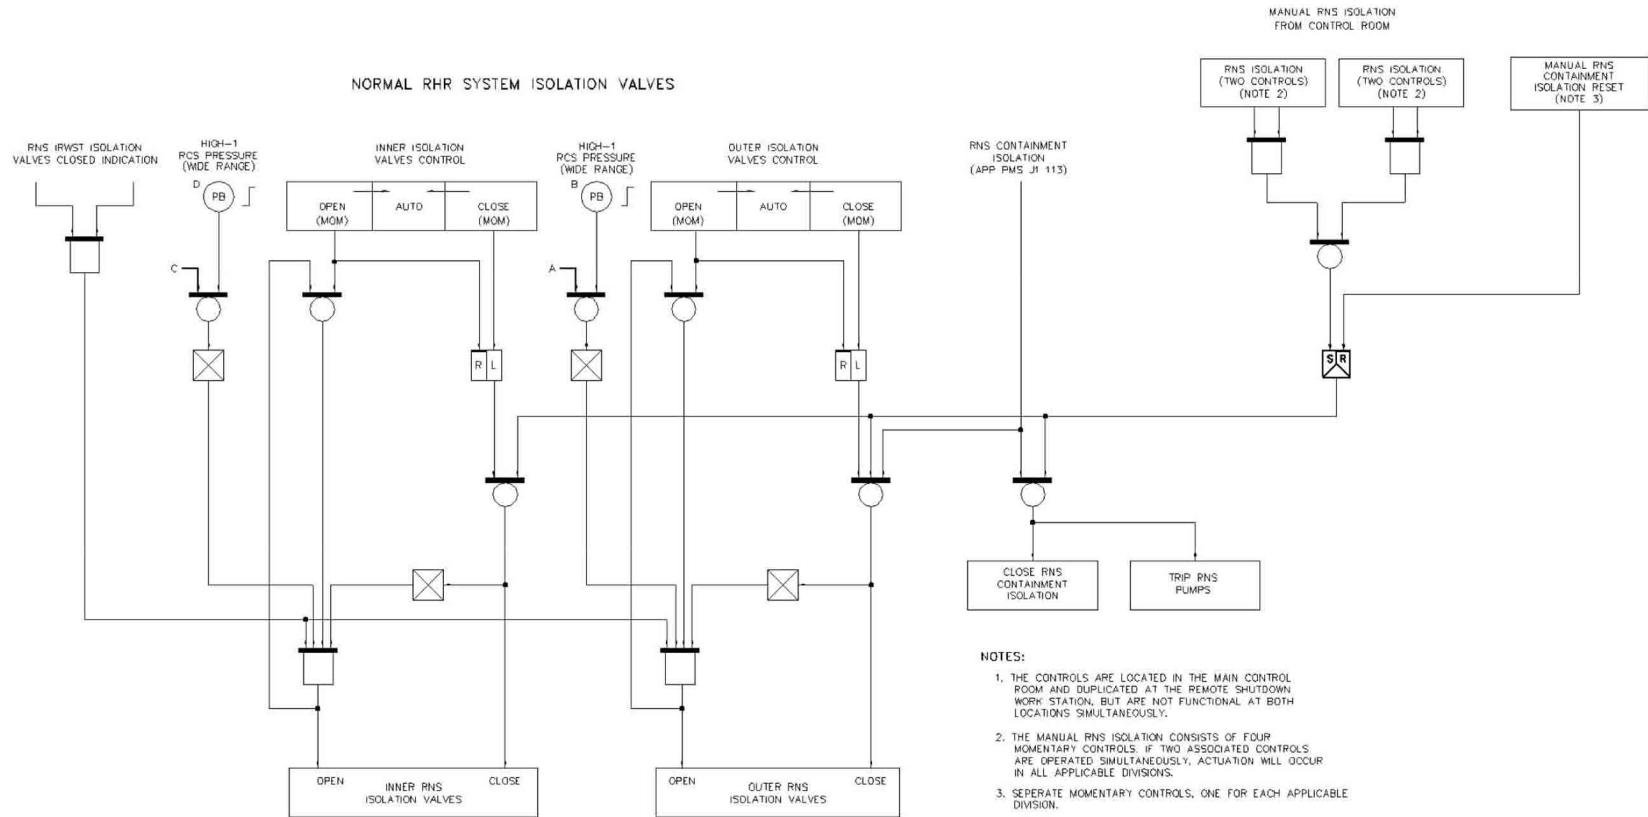 MANUAL RNS ISOLATION
FROM CONTROL ROOM
RNS ISOLATION
(TWO CONTROLS)
(NOTE 2)
RNS ISOLATION
(TWO CONTROLS)
(NOTE 2)
MANUAL RNS
CONTAINMENT
ISOLATION RESET
(NOTE 3)
NORMAL RHR SYSTEM ISOLATION VALVES
RNS IRWST ISOLATION
VALVES CLOSED INDICATION
HIGH-1
RCS PRESSURE
(WIDE RANGE)
D
PB
INNER ISOLATION
VALVES CONTROL
OPEN
(MOM)
AUTO
CLOSE
(MOM)
HIGH-1
RCS PRESSURE
(WIDE RANGE)
B
PB
OUTER ISOLATION
VALVES CONTROL
OPEN
(MOM)
AUTO
CLOSE
(MOM)
RNS CONTAINMENT
ISOLATION
(APP PMS J1 113)
C
A
R L
R L
S R
CLOSE RNS
CONTAINMENT
ISOLATION
TRIP RNS
PUMPS
OPEN
CLOSE
INNER RNS
ISOLATION VALVES
OPEN
CLOSE
OUTER RNS
ISOLATION VALVES
NOTES:
1. THE CONTROLS ARE LOCATED IN THE MAIN CONTROL
ROOM AND DUPLICATED AT THE REMOTE SHUTDOWN
WORK STATION, BUT ARE NOT FUNCTIONAL AT BOTH
LOCATIONS SIMULTANEOUSLY.
2. THE MANUAL RNS ISOLATION CONSISTS OF FOUR
MOMENTARY CONTROLS. IF TWO ASSOCIATED CONTROLS
ARE OPERATED SIMULTANEOUSLY, ACTUATION WILL OCCUR
IN ALL APPLICABLE DIVISIONS.
3. SEPERATE MOMENTARY CONTROLS, ONE FOR EACH APPLICABLE
DIVISION.